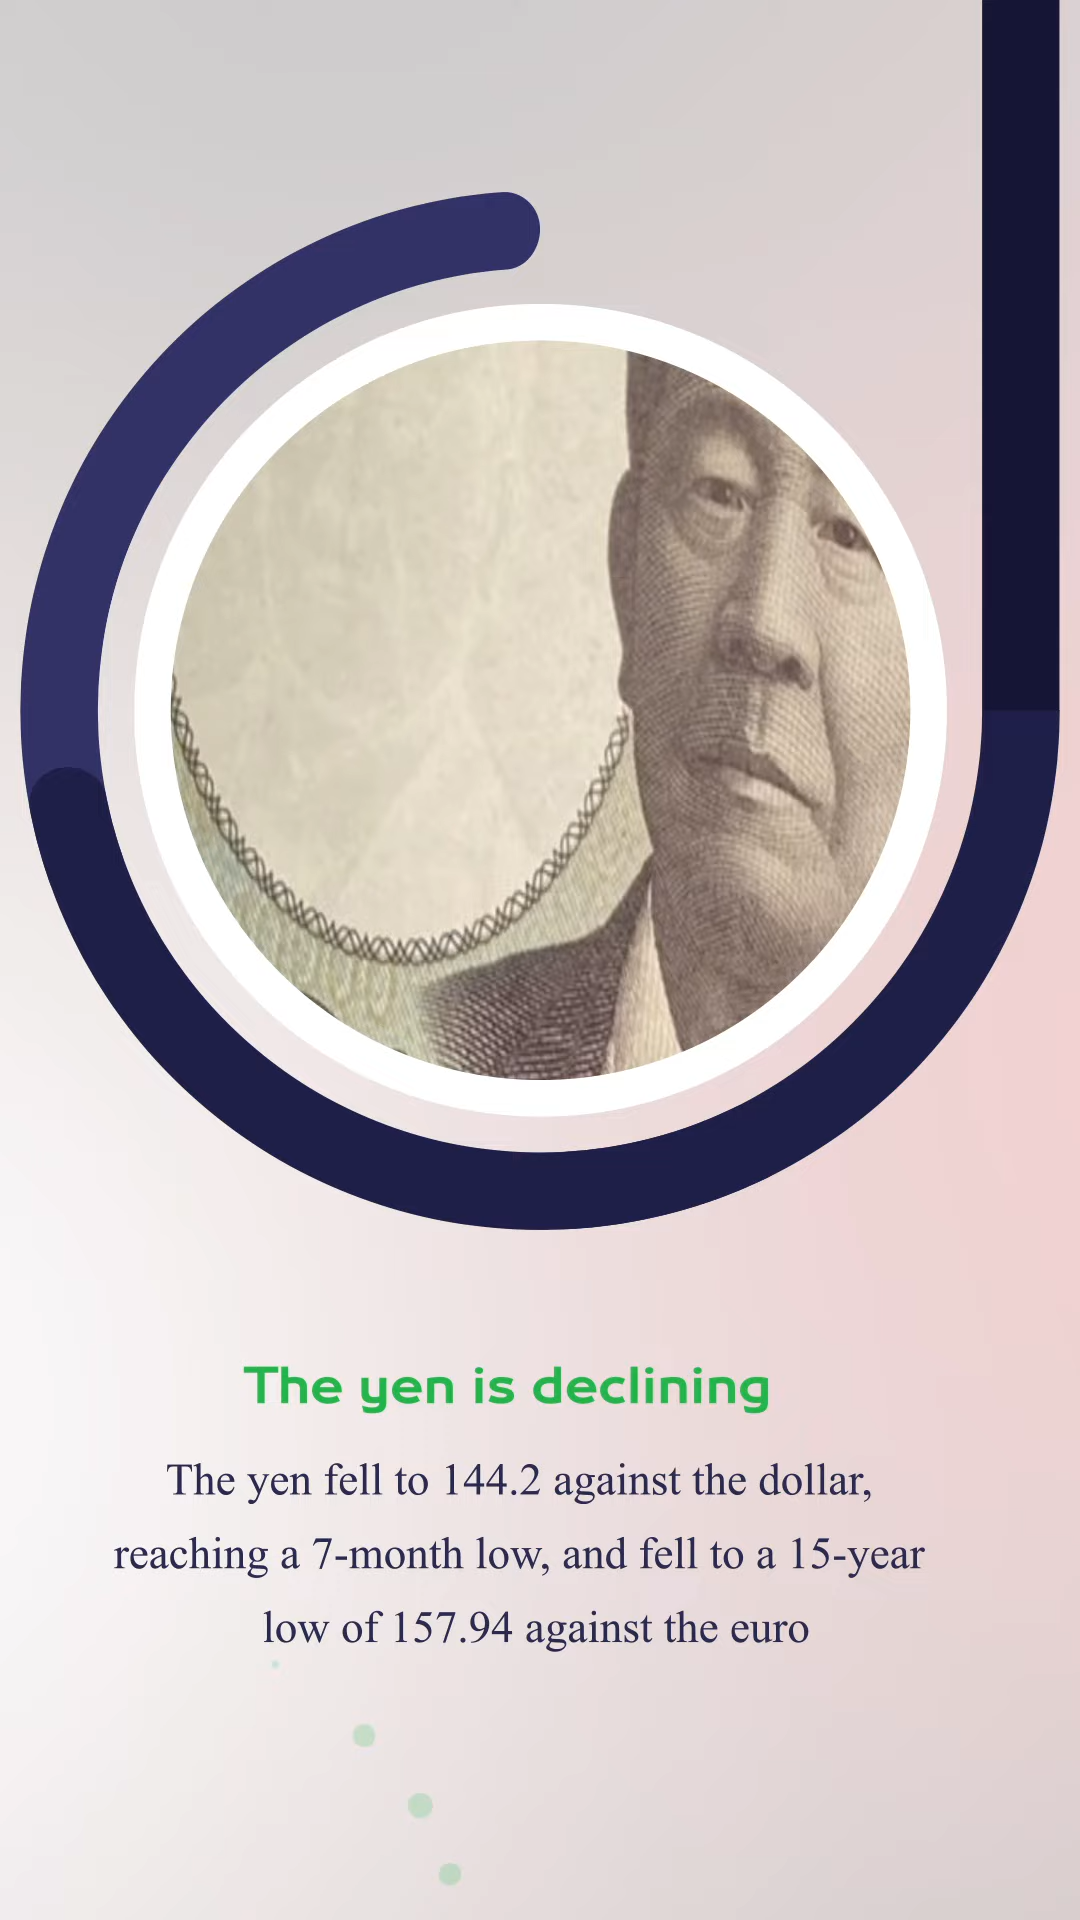 The yen is declining
The yen fell to 144.2 against the dollar,
reaching a 7-month low, and fell to a 15-year
low of 157.94 against the euro